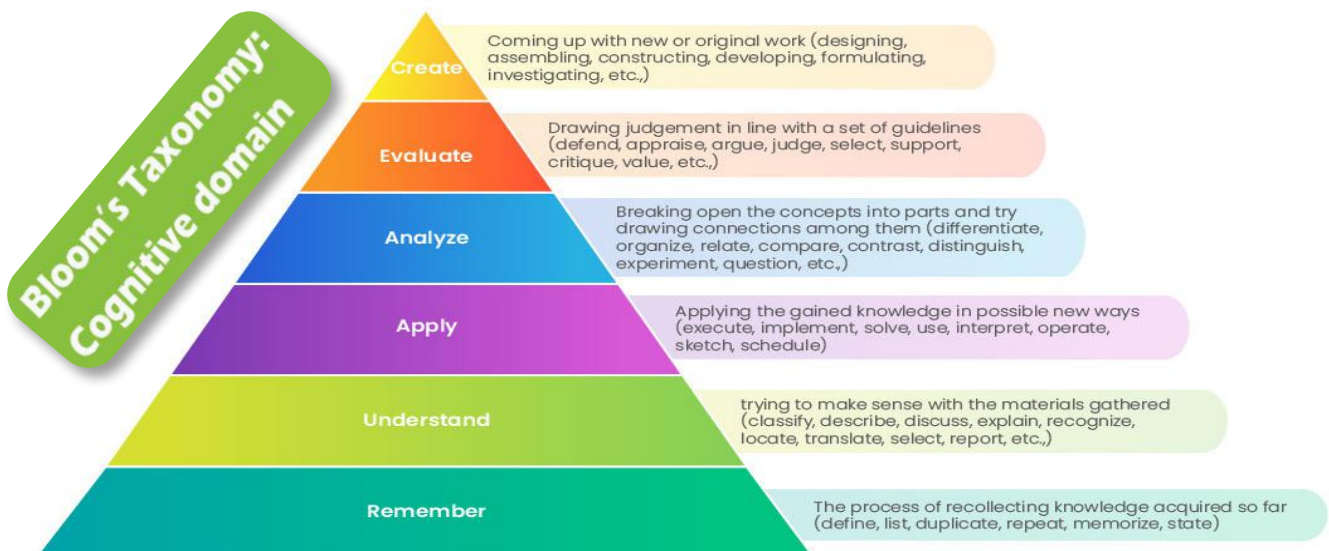 Bloom's Taxonomy:
Cognitive domain
Create
Coming up with new or original work (designing,
assembling, constructing, developing, formulating,
investigating, etc.,)
Evaluate
Drawing judgement in line with a set of guidelines
(defend, appraise, argue, judge, select, support,
critique, value, etc.,)
Analyze
Breaking open the concepts into parts and try
drawing connections among them (differentiate,
organize, relate, compare, contrast, distinguish,
experiment, question, etc.,)
Apply
Applying the gained knowledge in possible new ways
(execute, implement, solve, use, interpret, operate,
sketch, schedule)
Understand
trying to make sense with the materials gathered
(classify, describe, discuss, explain, recognize,
locate, translate, select, report, etc.,)
Remember
The process of recollecting knowledge acquired so far
(define, list, duplicate, repeat, memorize, state)